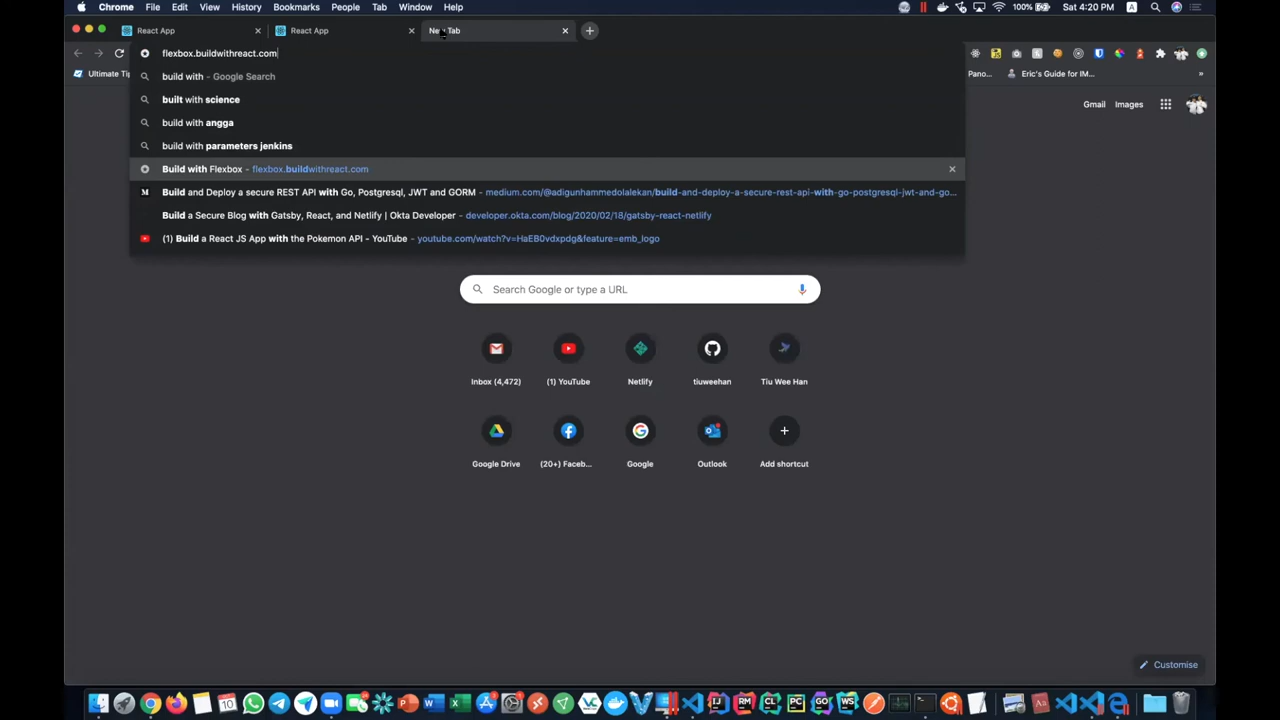 Chrome File Edit View History Bookmarks People Tab Window Help
100% Sat 4:20 PM A
React App
React App
New Tab
flexbox.buildwithreact.com
Ultimate Tip
Pano...
Eric's Guide for IM...
»
build with - Google Search
built with science
build with angga
build with parameters jenkins
Build with Flexbox - flexbox.buildwithreact.com
Build and Deploy a secure REST API with Go, Postgresql, JWT and GORM - medium.com/@adigunhammedolalekan/build-and-deploy-a-secure-rest-api-with-go-postgresql-jwt-and-go...
Build a Secure Blog with Gatsby, React, and Netlify | Okta Developer - developer.okta.com/blog/2020/02/18/gatsby-react-netlify
(1) Build a React JS App with the Pokemon API - YouTube - youtube.com/watch?v=HaEB0vdxpdg&feature=emb_logo
Gmail Images
Search Google or type a URL
Inbox (4,472)
(1) YouTube
Netlify
tiuweehan
Tiu Wee Han
Google Drive
(20+) Faceb...
Google
Outlook
Add shortcut
Customise